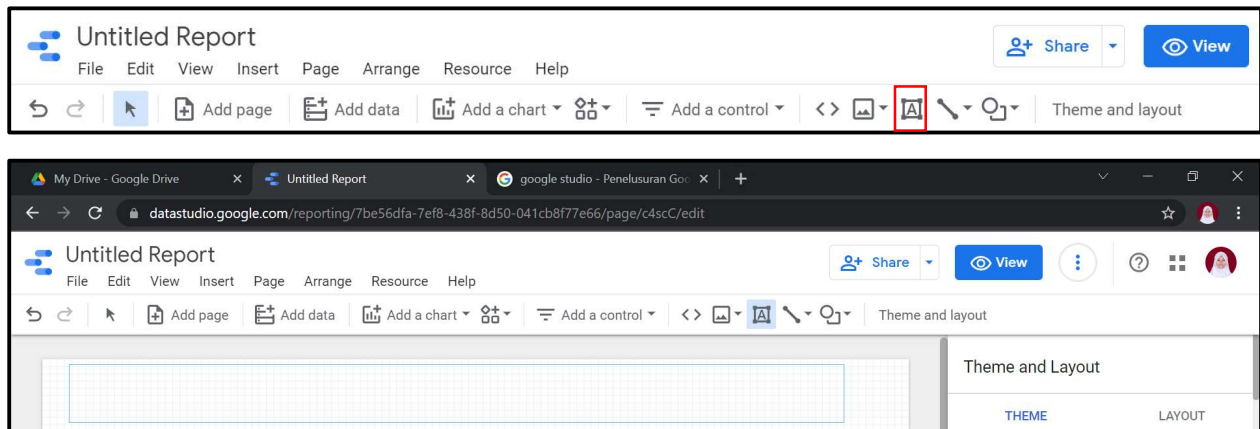 Untitled Report
Share
View
File Edit View Insert Page Arrange Resource Help
Add page Add data Add a chart Add a control A Theme and layout
My Drive - Google Drive Untitled Report google studio - Penelusuran Goo
datastudio.google.com/reporting/7be56dfa-7ef8-438f-8d50-041cb8f77e66/page/c4scC/edit
Untitled Report
Share
View
File Edit View Insert Page Arrange Resource Help
Add page Add data Add a chart Add a control A Theme and layout
Theme and Layout
THEME LAYOUT